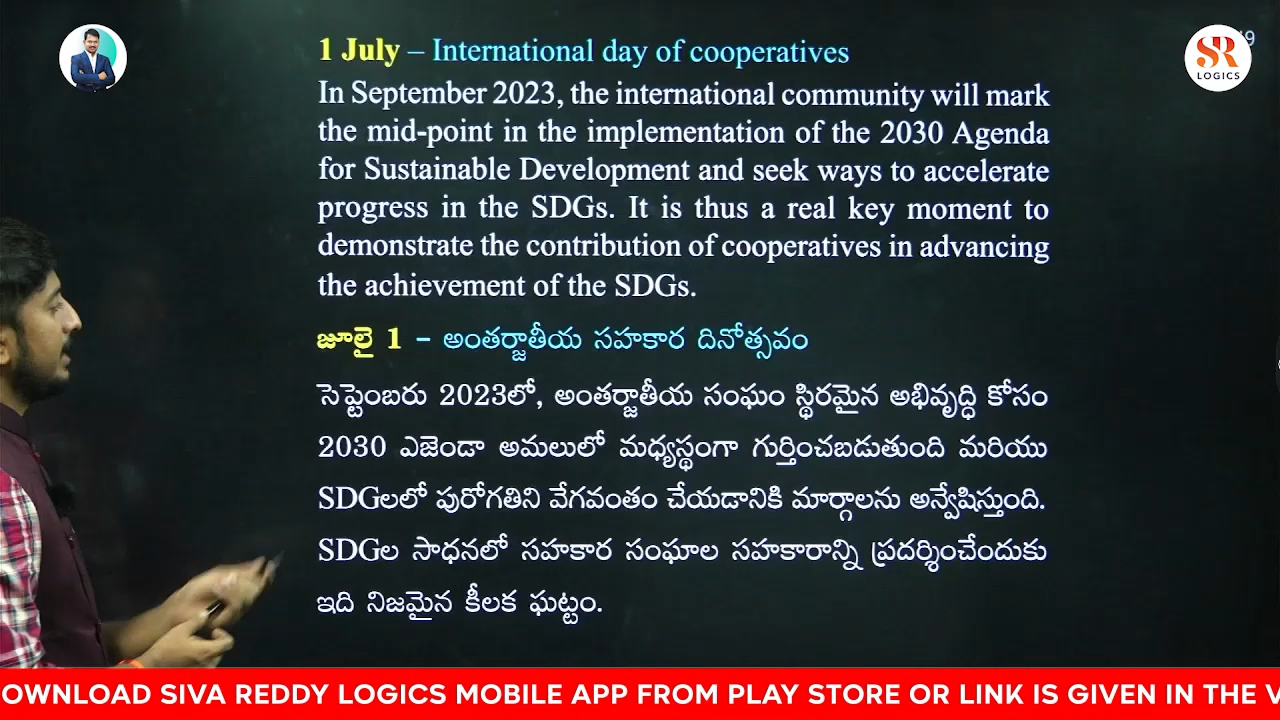 1 July – International day of cooperatives
In September 2023, the international community will mark
the mid-point in the implementation of the 2030 Agenda
for Sustainable Development and seek ways to accelerate
progress in the SDGs. It is thus a real key moment to
demonstrate the contribution of cooperatives in advancing
the achievement of the SDGs.
జూలై 1 – అంతర్జాతీయ సహకార దినోత్సవం
సెప్టెంబరు 2023లో, అంతర్జాతీయ సంఘం స్థిరమైన అభివృద్ధి కోసం
2030 ఎజెండా అమలులో మధ్యస్థంగా గుర్తించబడుతుంది మరియు
SDGలలో పురోగతిని వేగవంతం చేయడానికి మార్గాలను అన్వేషిస్తుంది.
SDGల సాధనలో సహకార సంఘాల సహకారాన్ని ప్రదర్శించేందుకు
ఇది నిజమైన కీలక ఘట్టం.
SR
LOGICS
OWNLOAD SIVA REDDY LOGICS MOBILE APP FROM PLAY STORE OR LINK IS GIVEN IN THE V